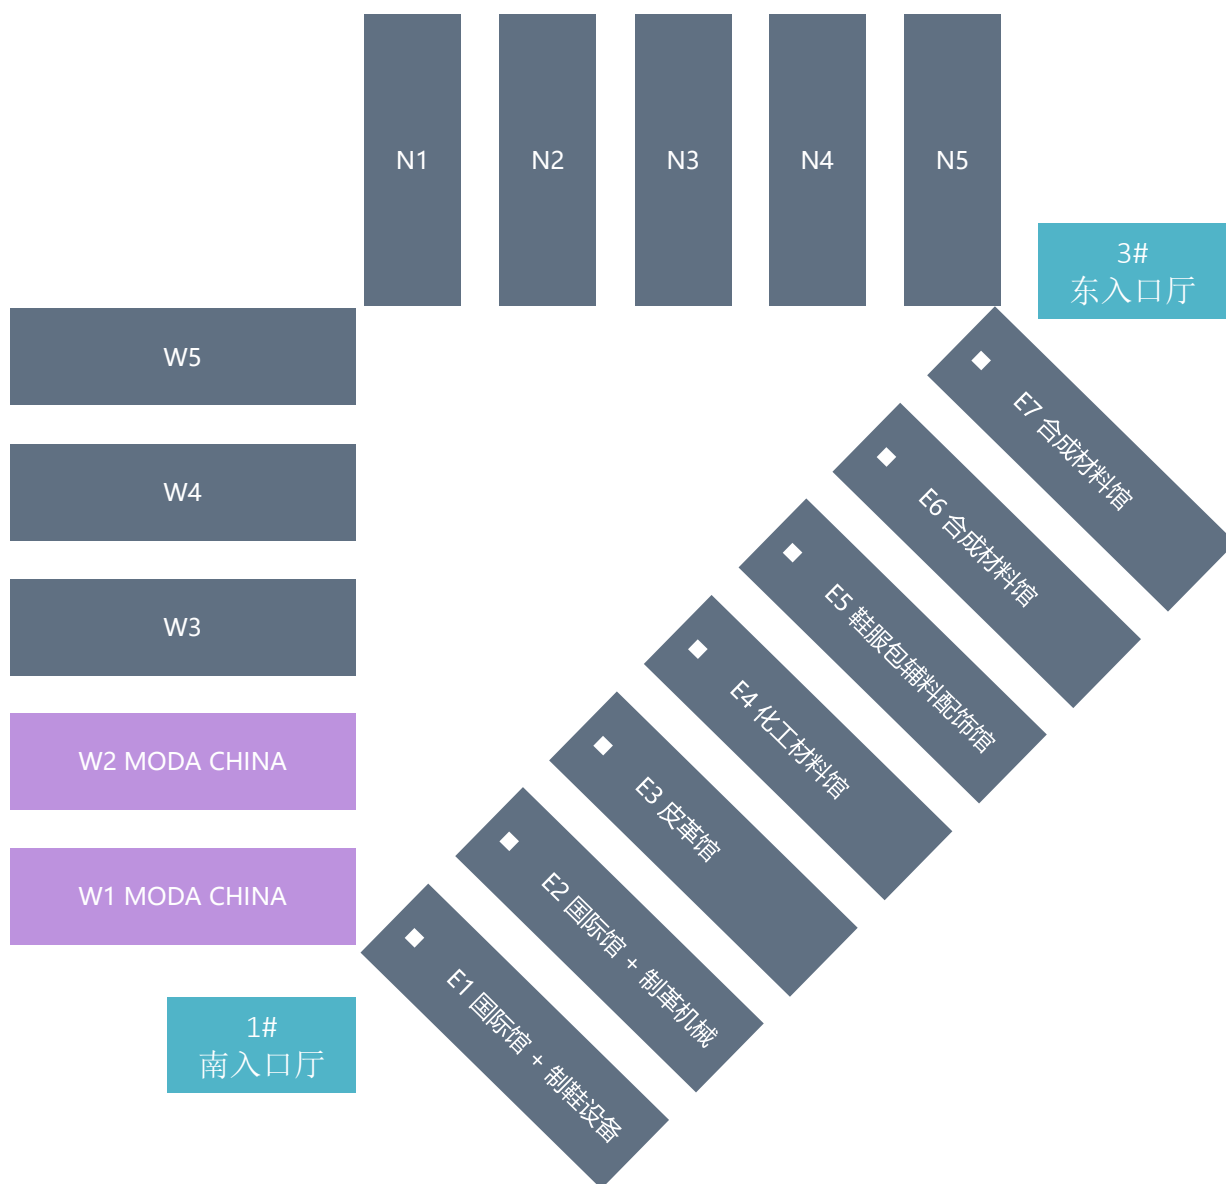 N1
N2
N3
N4
N5
3#
东入口厅
W5
W4
W3
W2 MODA CHINA
W1 MODA CHINA
1#
南入口厅
E7 合成材料馆
E6 合成材料馆
E5 鞋服包辅料配饰馆
E4 化工材料馆
E3 皮革馆
E2 国际馆 + 制革机械
E1 国际馆 + 制鞋设备